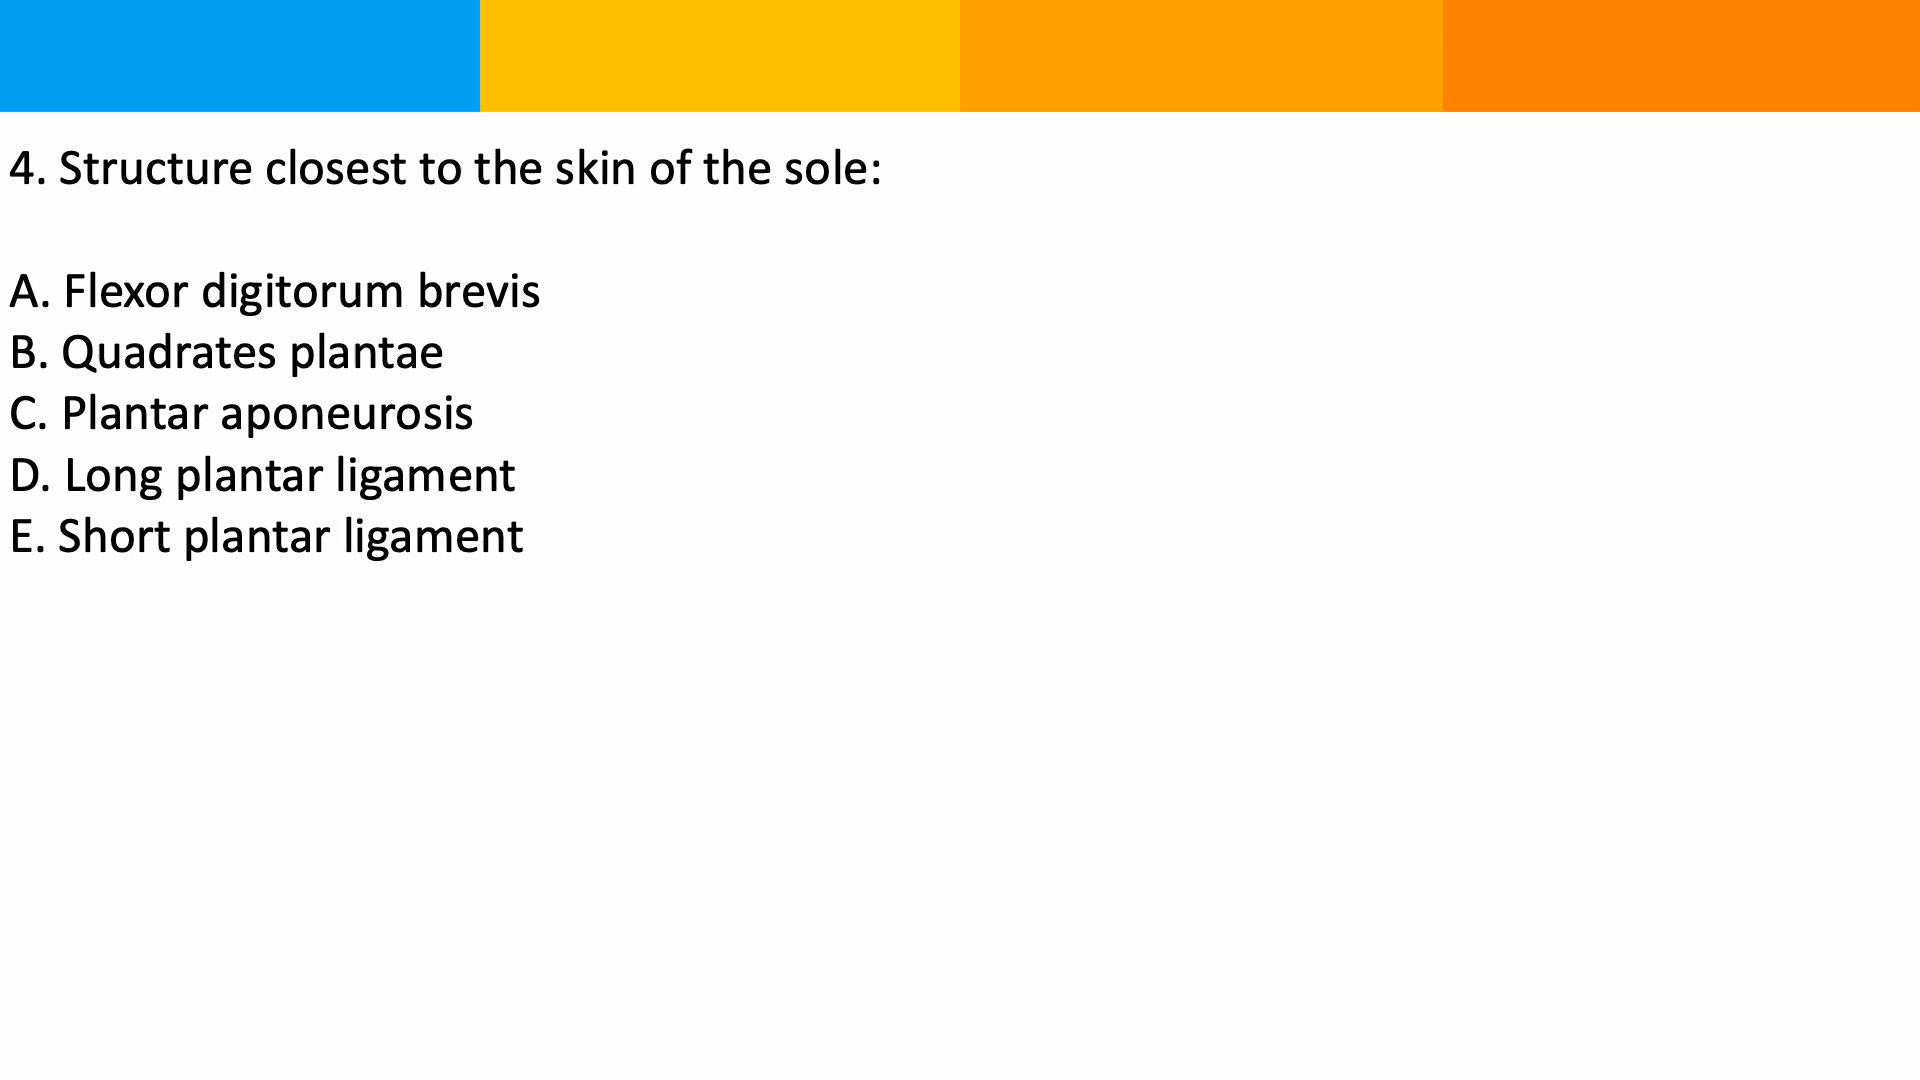 4. Structure closest to the skin of the sole:
A. Flexor digitorum brevis
B. Quadrates plantae
C. Plantar aponeurosis
D. Long plantar ligament
E. Short plantar ligament